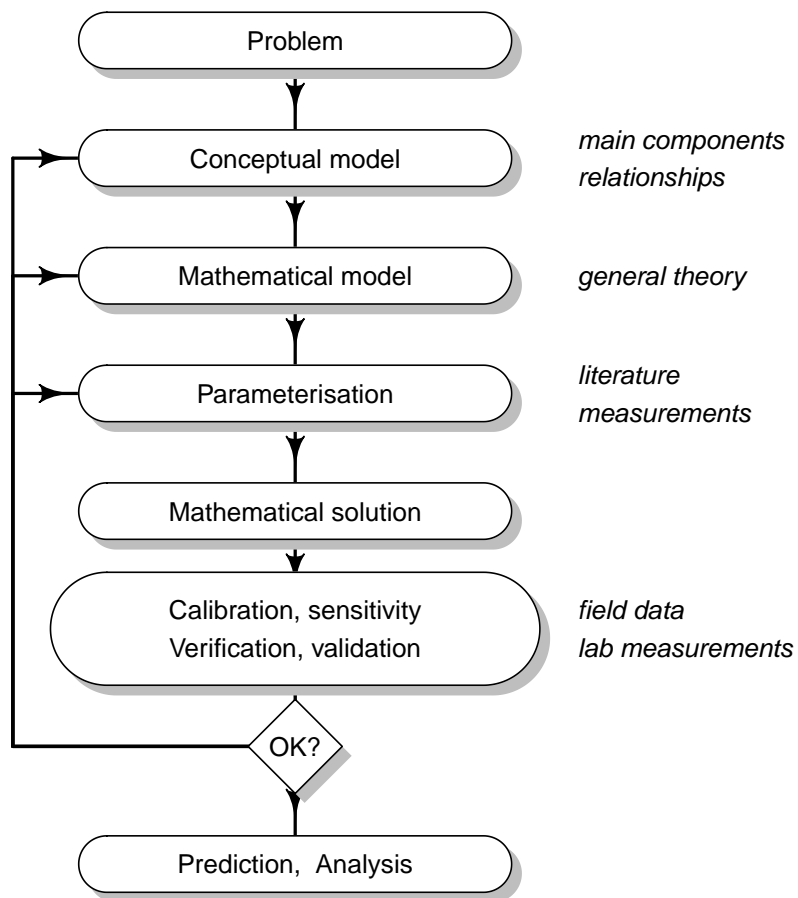 Problem
Conceptual model
main components
relationships
Mathematical model
general theory
Parameterisation
literature
measurements
Mathematical solution
Calibration, sensitivity
Verification, validation
field data
lab measurements
OK?
Prediction, Analysis